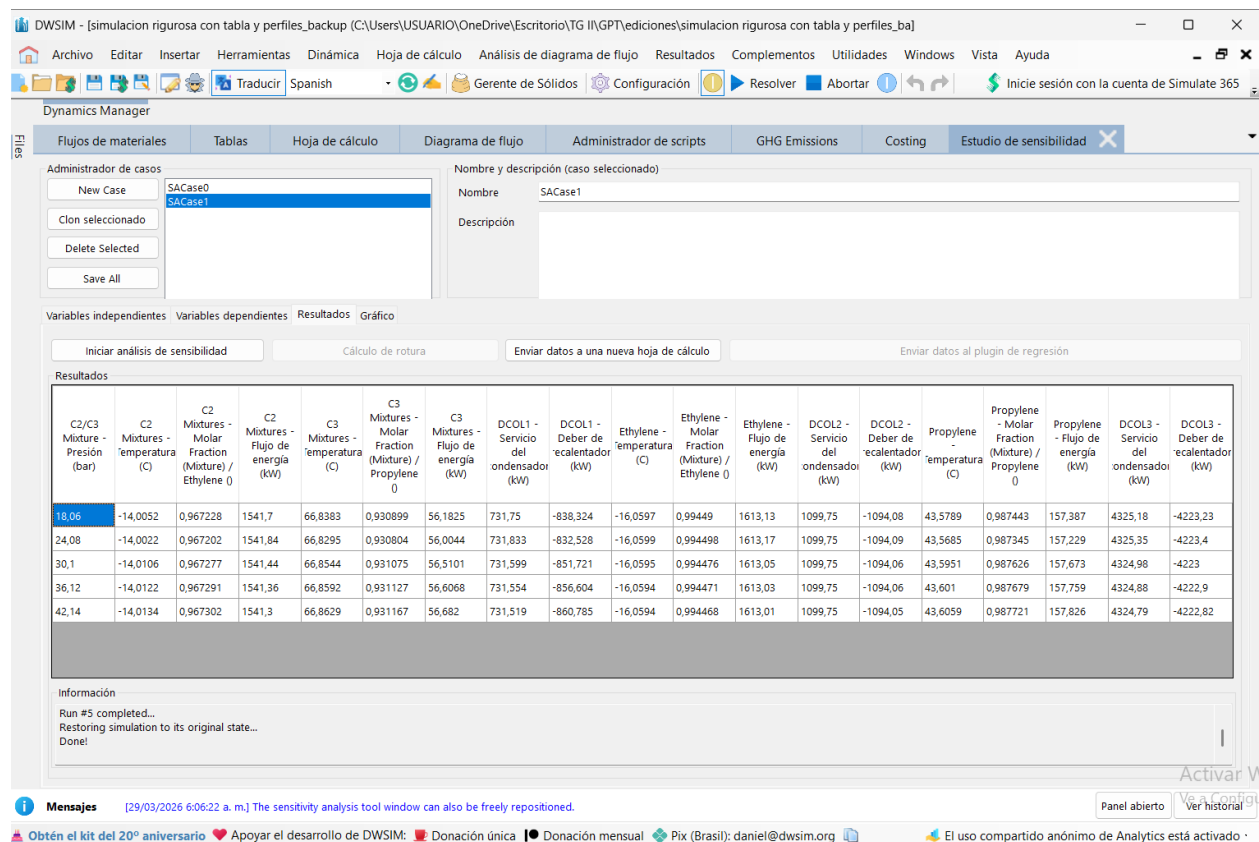 DWSIM - [simulacion rigurosa con tabla y perfiles_backup (C:\Users\USUARIO\OneDrive\Escritorio\TG II\GPT\ediciones\simulacion rigurosa con tabla y perfiles_ba]
Archivo Editar Insertar Herramientas Dinámica Hoja de cálculo Análisis de diagrama de flujo Resultados Complementos Utilidades Windows Vista Ayuda
Traducir Spanish Gerente de Sólidos Configuración Resolver Abortar Inicie sesión con la cuenta de Simulate 365
Dynamics Manager
Files
Flujos de materiales Tablas Hoja de cálculo Diagrama de flujo Administrador de scripts GHG Emissions Costing Estudio de sensibilidad
Administrador de casos
New Case
Clon seleccionado
Delete Selected
Save All
SACase0
SACase1
Nombre y descripción (caso seleccionado)
Nombre SACase1
Descripción
Variables independientes Variables dependientes Resultados Gráfico
Iniciar análisis de sensibilidad Cálculo de rotura Enviar datos a una nueva hoja de cálculo Enviar datos al plugin de regresión
Resultados
C2/C3 Mixture - Presión (bar)
C2 Mixtures - Temperatura (C)
C2 Mixtures - Molar Fraction (Mixture) / Ethylene ()
C2 Mixtures - Flujo de energía (kW)
C3 Mixtures - Temperatura (C)
C3 Mixtures - Molar Fraction (Mixture) / Propylene ()
C3 Mixtures - Flujo de energía (kW)
DCOL1 - Servicio del condensador (kW)
DCOL1 - Deber de recalentador (kW)
Ethylene - Temperatura (C)
Ethylene - Molar Fraction (Mixture) / Ethylene ()
Ethylene - Flujo de energía (kW)
DCOL2 - Servicio del condensador (kW)
DCOL2 - Deber de recalentador (kW)
Propylene - Temperatura (C)
Propylene - Molar Fraction (Mixture) / Propylene ()
Propylene - Flujo de energía (kW)
DCOL3 - Servicio del condensador (kW)
DCOL3 - Deber de recalentador (kW)
18,06 -14,0052 0,967228 1541,7 66,8383 0,930899 56,1825 731,75 -838,324 -16,0597 0,99449 1613,13 1099,75 -1094,08 43,5789 0,987443 157,387 4325,18 -4223,23
24,08 -14,0022 0,967202 1541,84 66,8295 0,930804 56,0044 731,833 -832,528 -16,0599 0,994498 1613,17 1099,75 -1094,09 43,5685 0,987345 157,229 4325,35 -4223,4
30,1 -14,0106 0,967277 1541,44 66,8544 0,931075 56,5101 731,599 -851,721 -16,0595 0,994476 1613,05 1099,75 -1094,06 43,5951 0,987626 157,673 4324,98 -4223
36,12 -14,0122 0,967291 1541,36 66,8592 0,931127 56,6068 731,554 -856,604 -16,0594 0,994471 1613,03 1099,75 -1094,06 43,601 0,987679 157,759 4324,88 -4222,9
42,14 -14,0134 0,967302 1541,3 66,8629 0,931167 56,682 731,519 -860,785 -16,0594 0,994468 1613,01 1099,75 -1094,05 43,6059 0,987721 157,826 4324,79 -4222,82
Información
Run #5 completed...
Restoring simulation to its original state...
Done!
Activar W
Ve a Configu
Mensajes [29/03/2026 6:06:22 a. m.] The sensitivity analysis tool window can also be freely repositioned. Panel abierto Ver historial
Obtén el kit del 20º aniversario Apoyar el desarrollo de DWSIM: Donación única Donación mensual Pix (Brasil): daniel@dwsim.org El uso compartido anónimo de Analytics está activado